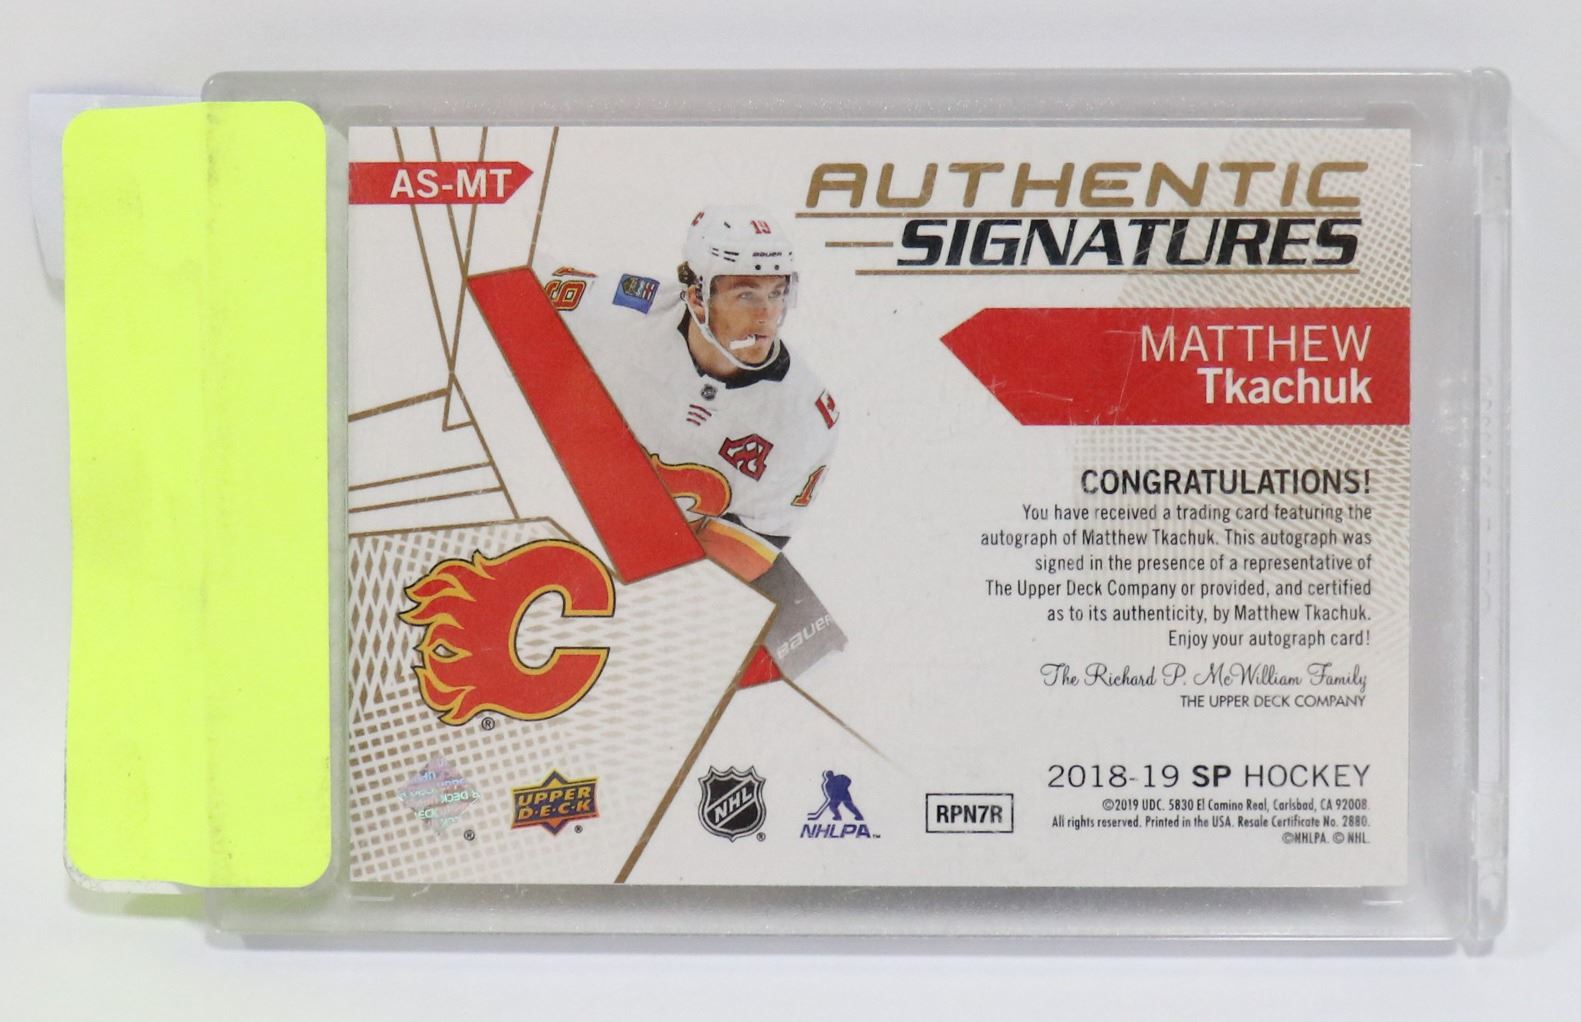 AS-MT
AUTHENTIC
SIGNATURES
19
BAUER
MATTHEW
Tkachuk
CONGRATULATIONS!
You have received a trading card featuring the
autograph of Matthew Tkachuk. This autograph was
signed in the presence of a representative of
The Upper Deck Company or provided, and certified
as to its authenticity, by Matthew Tkachuk.
Enjoy your autograph card!
The Richard P. McWilliam Family
THE UPPER DECK COMPANY
C
®
BAUER
UPPER
D·E·C·K
®
®
NHL
®
NHLPA™
RPN7R
2018-19 SP HOCKEY
©2019 UDC. 5830 El Camino Real, Carlsbad, CA 92008.
All rights reserved. Printed in the USA. Resale Certificate No. 2880.
©NHLPA. © NHL.